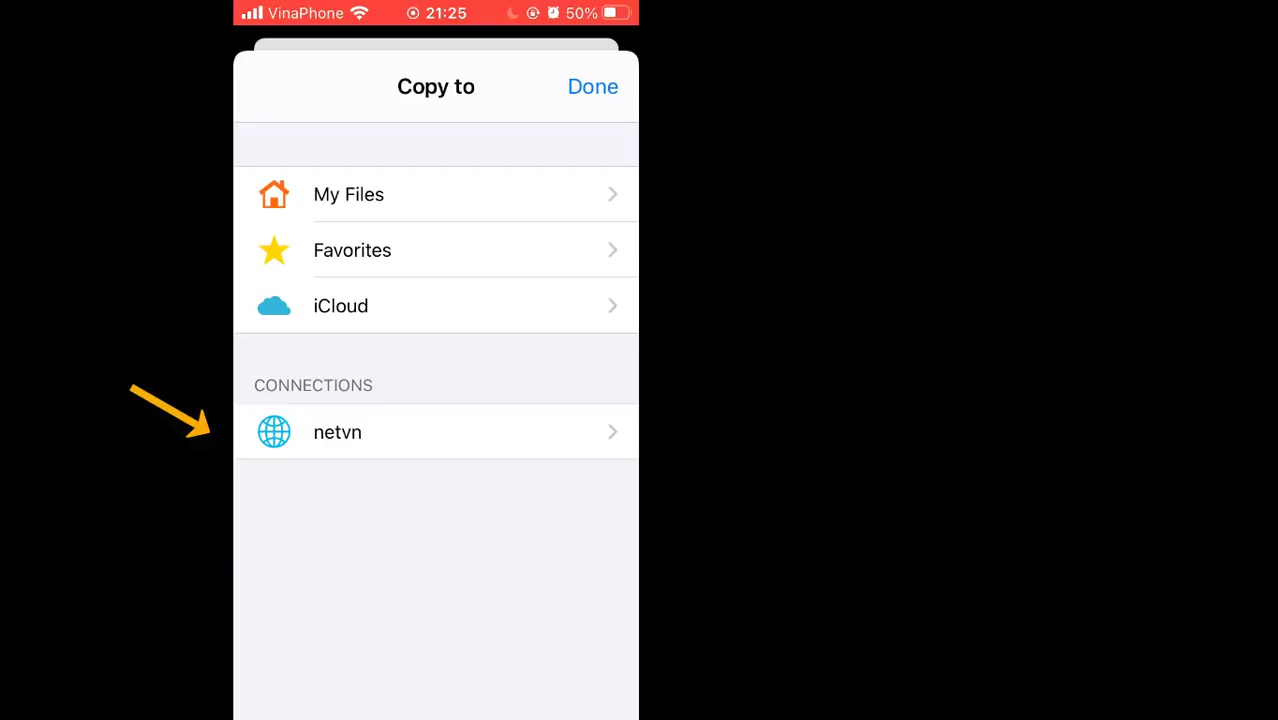 VinaPhone 21:25 50%
Copy to Done
My Files
Favorites
iCloud
CONNECTIONS
netvn